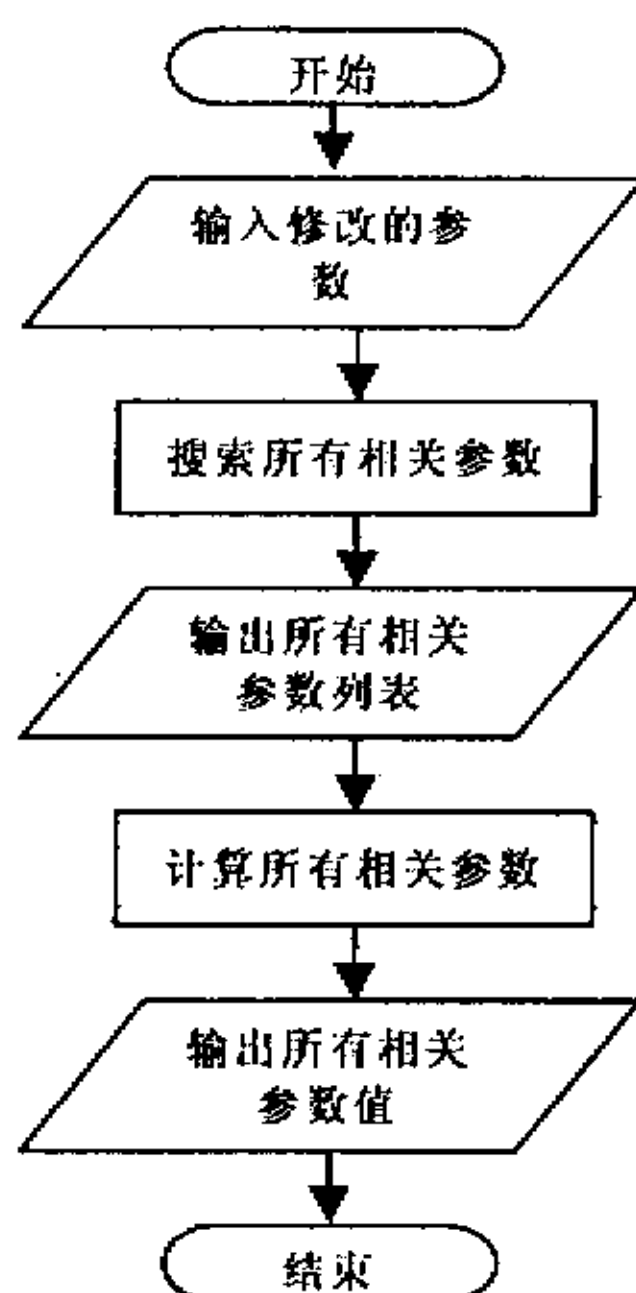 开始
输入修改的参
数
搜索所有相关参数
输出所有相关
参数列表
计算所有相关参数
输出所有相关
参数值
结束